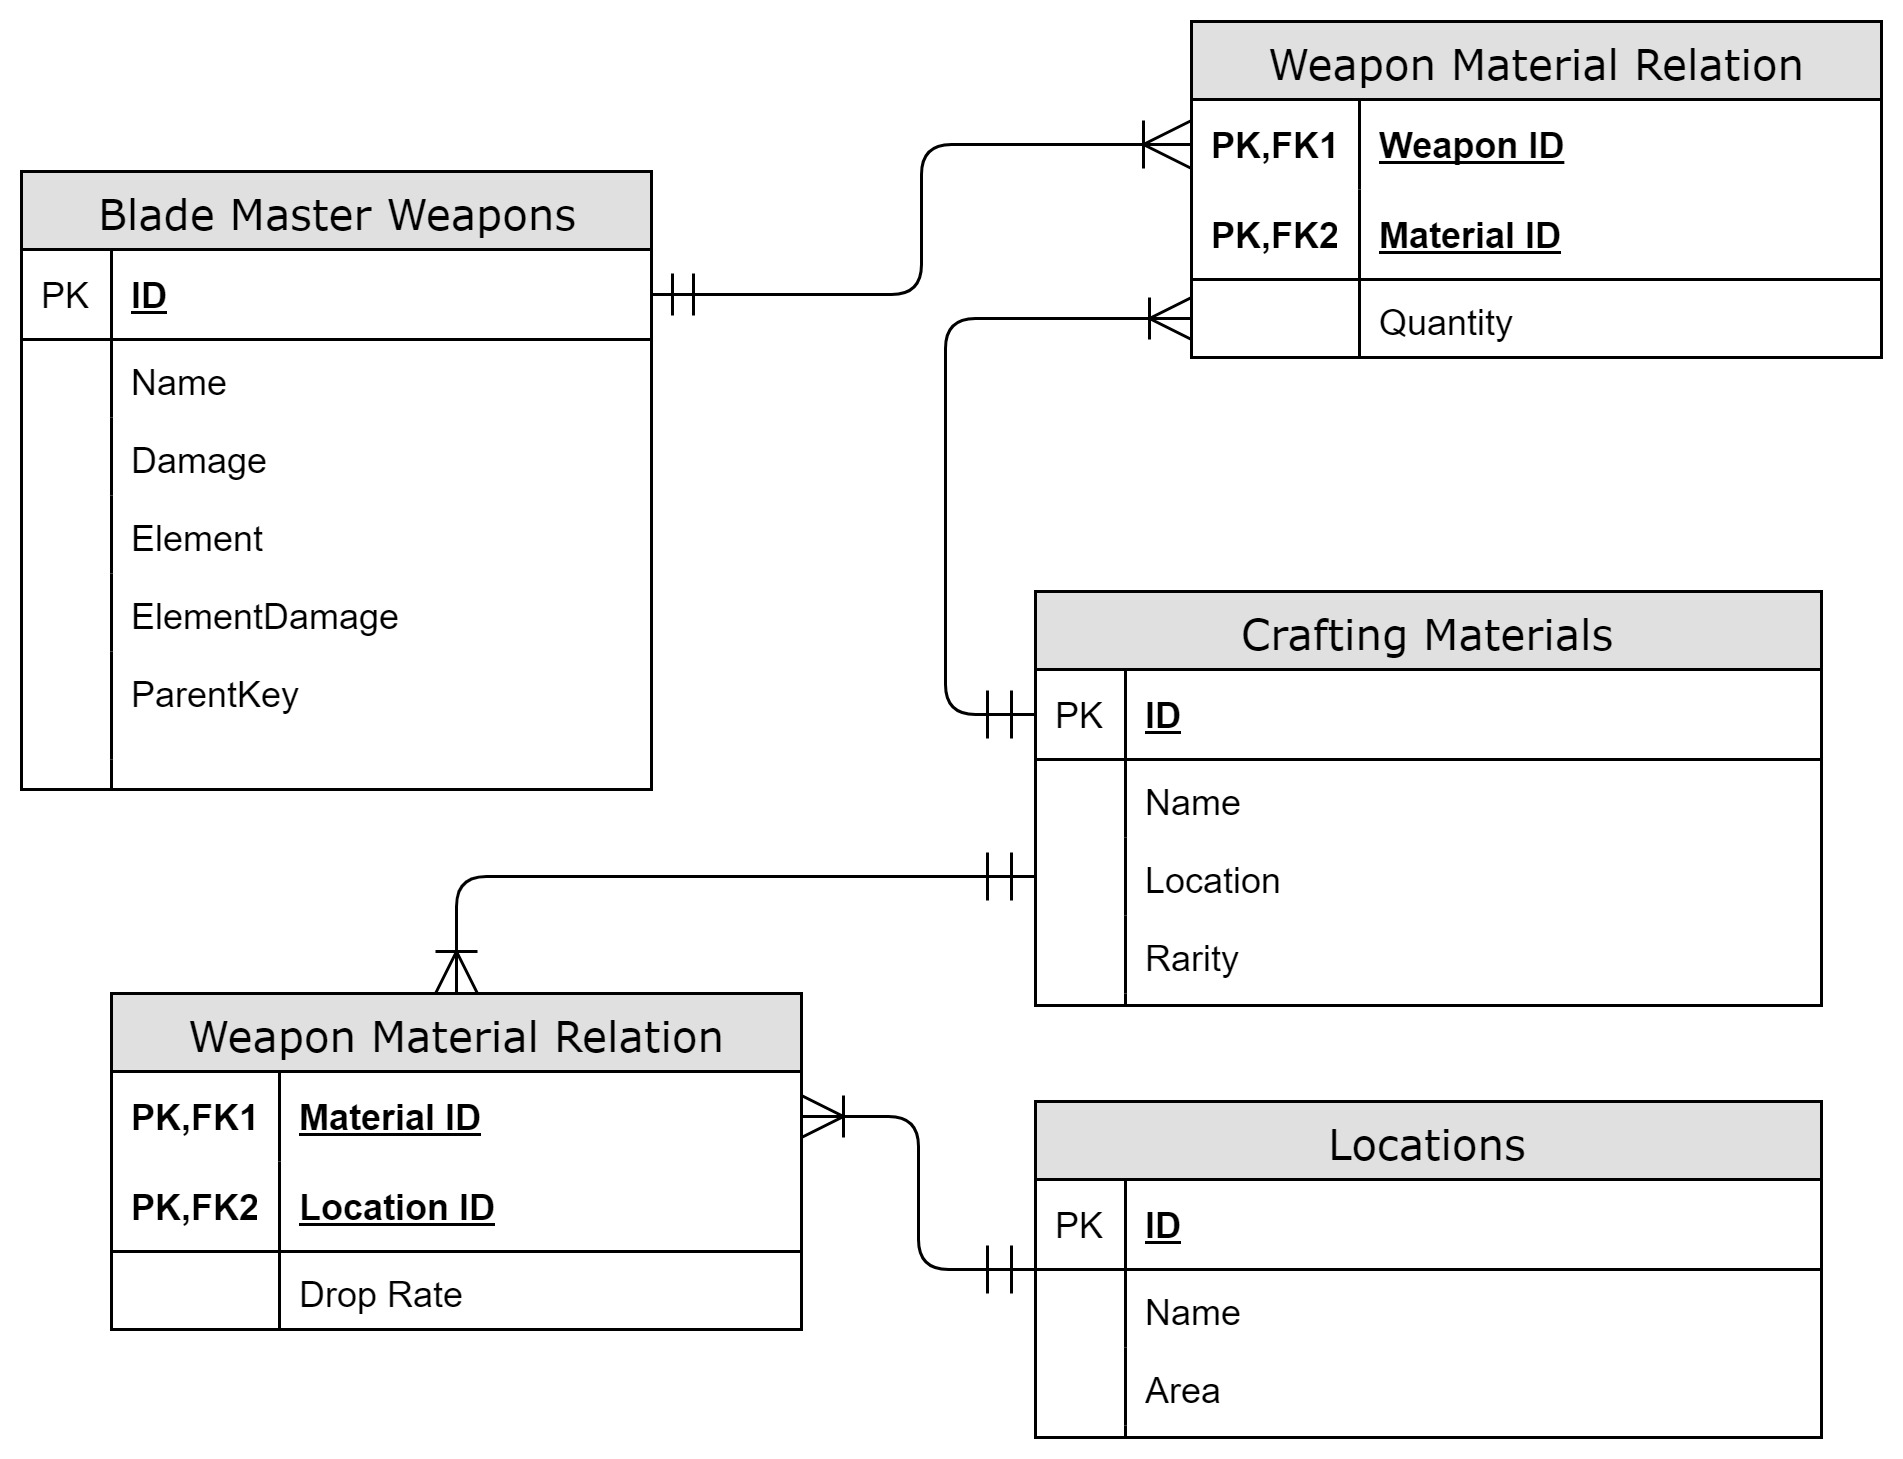 Weapon Material Relation
PK,FK1 Weapon ID
PK,FK2 Material ID
Quantity
Blade Master Weapons
PK ID
Name
Damage
Element
ElementDamage
ParentKey
Crafting Materials
PK ID
Name
Location
Rarity
Weapon Material Relation
PK,FK1 Material ID
PK,FK2 Location ID
Drop Rate
Locations
PK ID
Name
Area